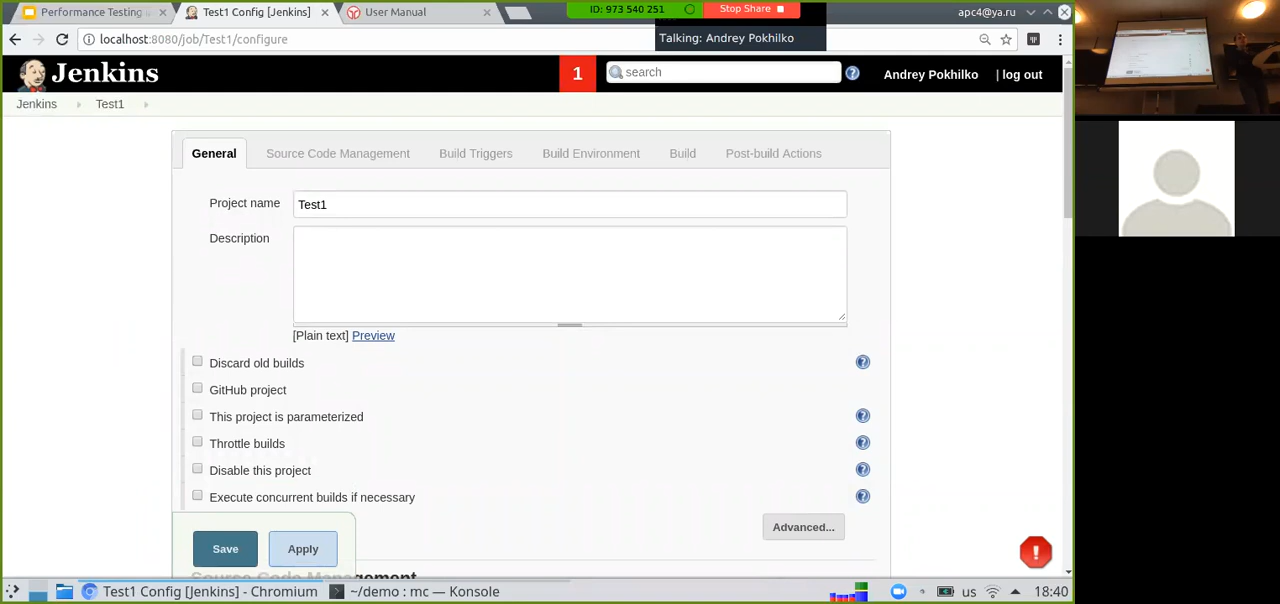 Performance Testing
Test1 Config [Jenkins]
User Manual
ID: 973 540 251
Stop Share
apc4@ya.ru
Talking: Andrey Pokhilko
localhost:8080/job/Test1/configure
Jenkins
1
search
Andrey Pokhilko
| log out
Jenkins
Test1
General
Source Code Management
Build Triggers
Build Environment
Build
Post-build Actions
Project name
Test1
Description
[Plain text] Preview
Discard old builds
GitHub project
This project is parameterized
Throttle builds
Disable this project
Execute concurrent builds if necessary
Advanced...
Save
Apply
Source Code Management
Test1 Config [Jenkins] - Chromium
~/demo : mc — Konsole
us
18:40